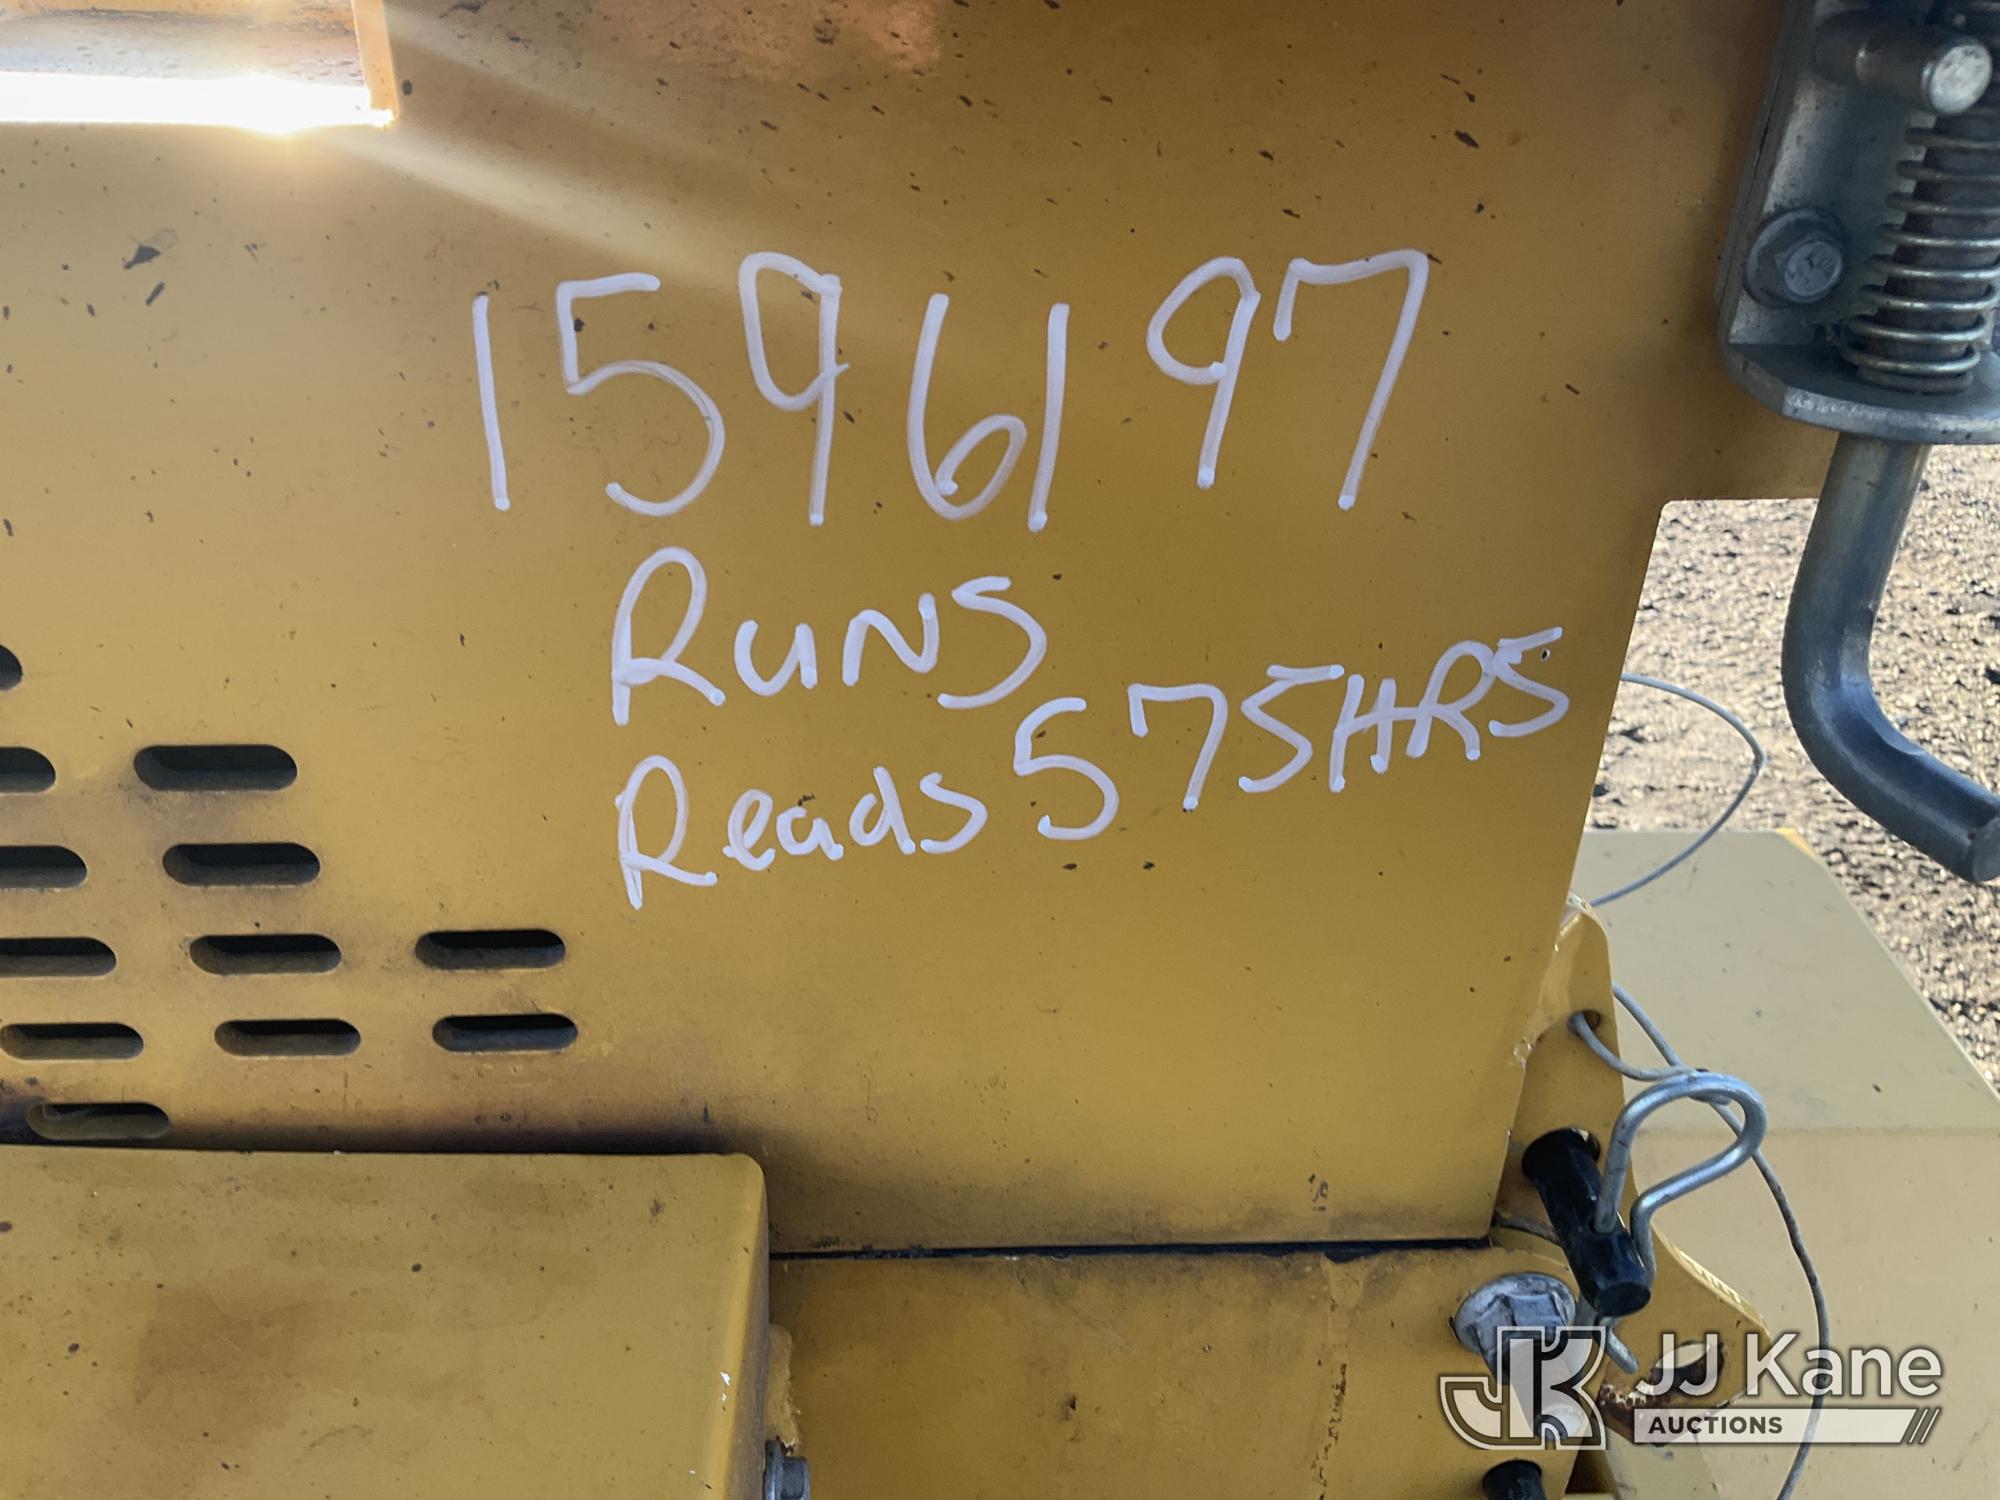 1596197
Runs
Reads 575HRS
JJ Kane
AUCTIONS